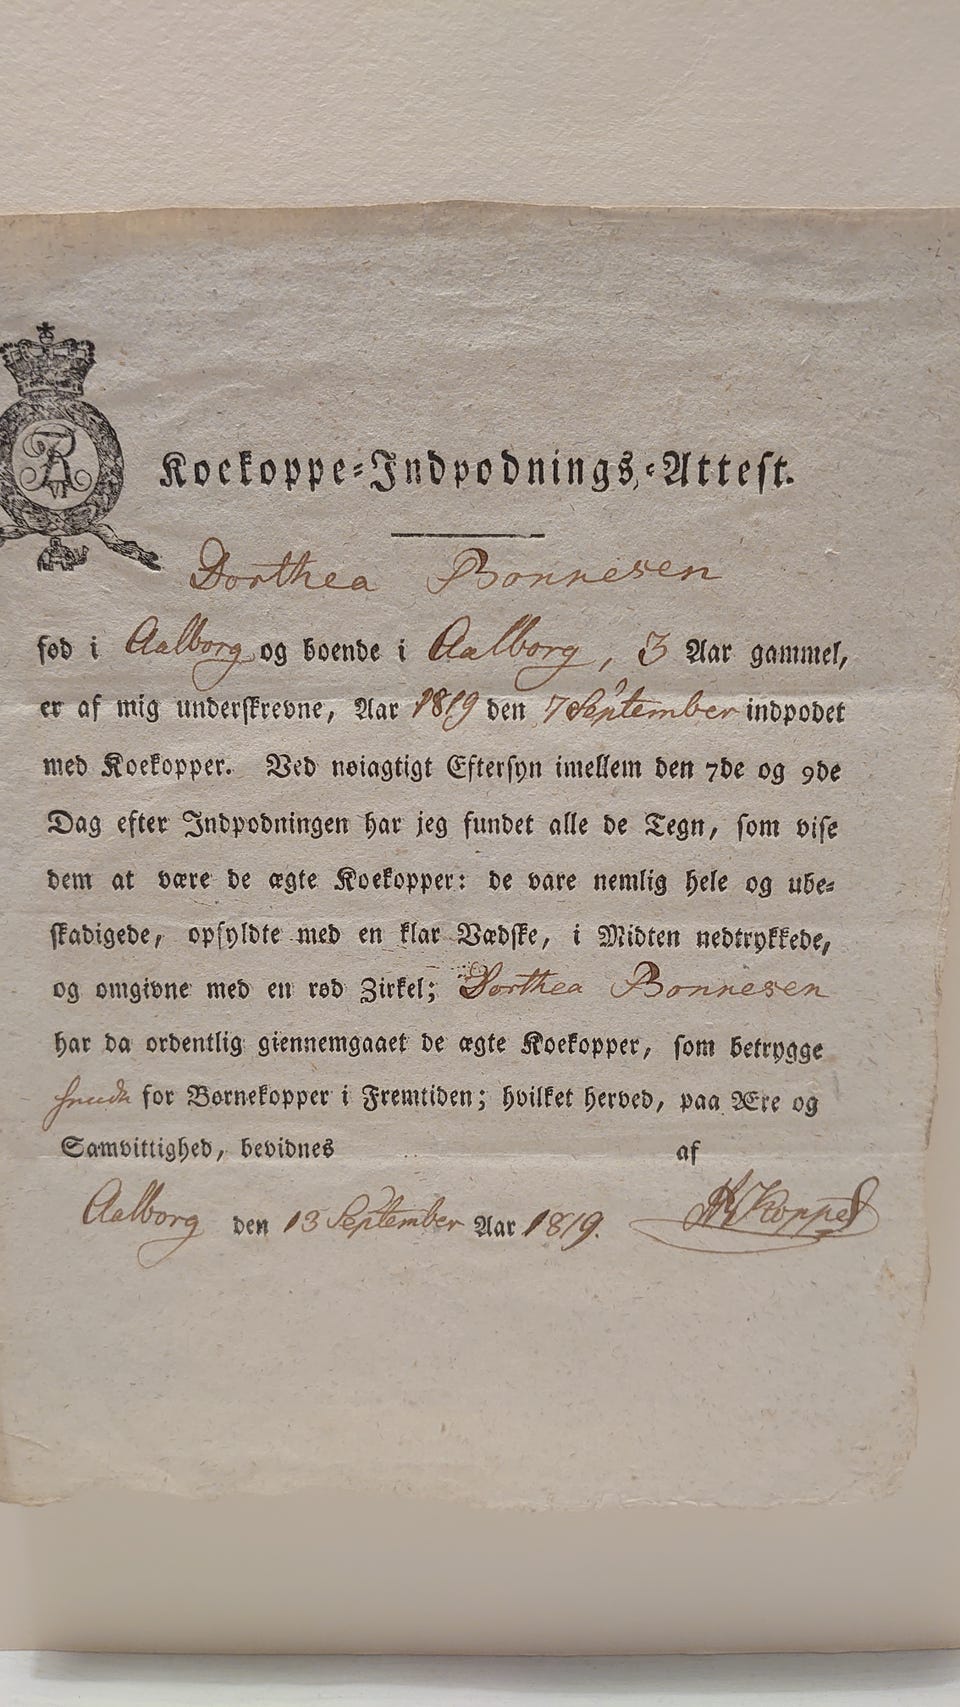 Koekoppe-Indpodnings-Attest.
Dorthea Bonnesen
fød i Aalborg og boende i Aalborg, 3 Aar gammel,
er af mig underskrevne, Aar 1819 den 7 September indpodet
med Koekopper. Ved nøiagtigt Eftersyn imellem den 7de og 9de
Dag efter Indpodningen har jeg fundet alle de Tegn, som vise
dem at være de ægte Koekopper: de vare nemlig hele og ube-
skadigede, opfyldte med en klar Vædske, i Midten nedtrykkede,
og omgivne med en rød Zirkel; Dorthea Bonnesen
har da ordentlig giennemgaaet de ægte Koekopper, som betrygge
for Børnekopper i Fremtiden; hvilket herved, paa Ære og
Samvittighed, bevidnes af
Aalborg den 13 September Aar 1819.